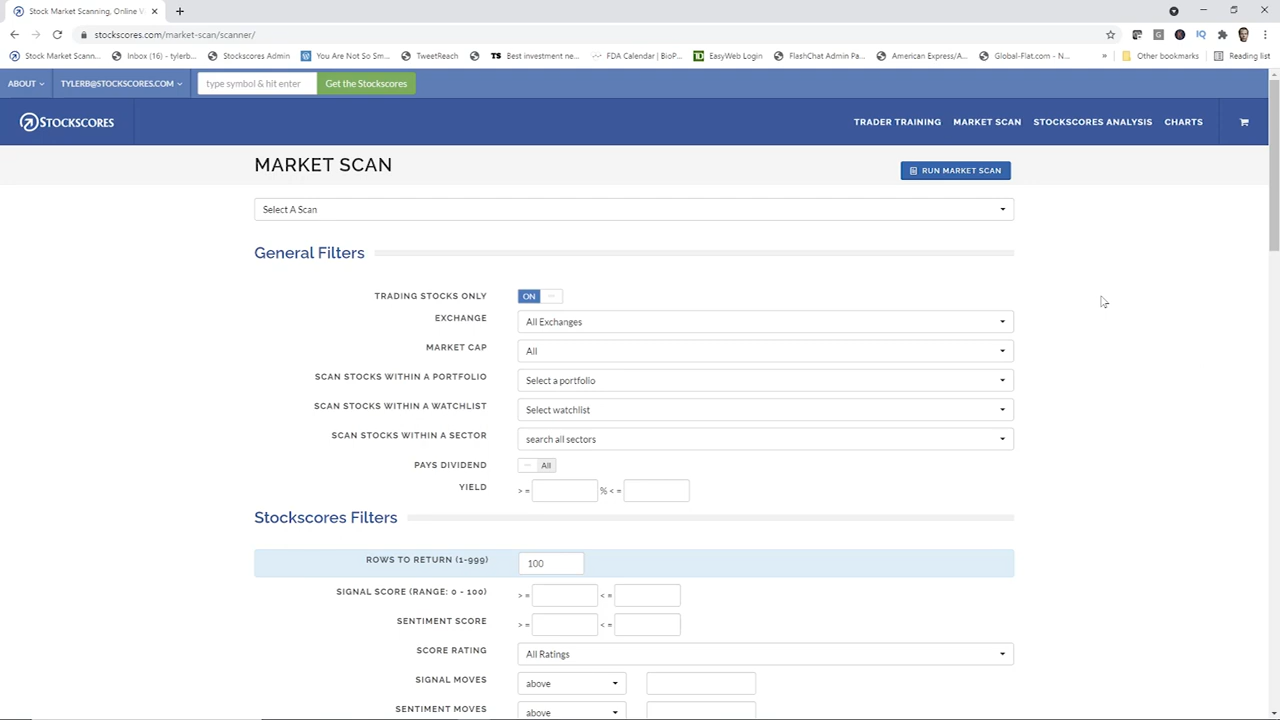 Stock Market Scanning, Online V
stockscores.com/market-scan/scanner/
Stock Market Scann...
Inbox (16) - tylerb...
Stockscores Admin
You Are Not So Sm...
TweetReach
TS Best investment ne...
FDA Calendar | BioP...
EasyWeb Login
FlashChat Admin Pa...
American Express/...
Global-Flat.com - N...
»
Other bookmarks
Reading list
ABOUT
TYLERB@STOCKSCORES.COM
type symbol & hit enter
Get the Stockscores
STOCKSCORES
TRADER TRAINING
MARKET SCAN
STOCKSCORES ANALYSIS
CHARTS
MARKET SCAN
RUN MARKET SCAN
Select A Scan
General Filters
TRADING STOCKS ONLY
ON
EXCHANGE
All Exchanges
MARKET CAP
All
SCAN STOCKS WITHIN A PORTFOLIO
Select a portfolio
SCAN STOCKS WITHIN A WATCHLIST
Select watchlist
SCAN STOCKS WITHIN A SECTOR
search all sectors
PAYS DIVIDEND
All
YIELD
> = % < =
Stockscores Filters
ROWS TO RETURN (1-999)
100
SIGNAL SCORE (RANGE: 0 - 100)
> = < =
SENTIMENT SCORE
> = < =
SCORE RATING
All Ratings
SIGNAL MOVES
above
SENTIMENT MOVES
above